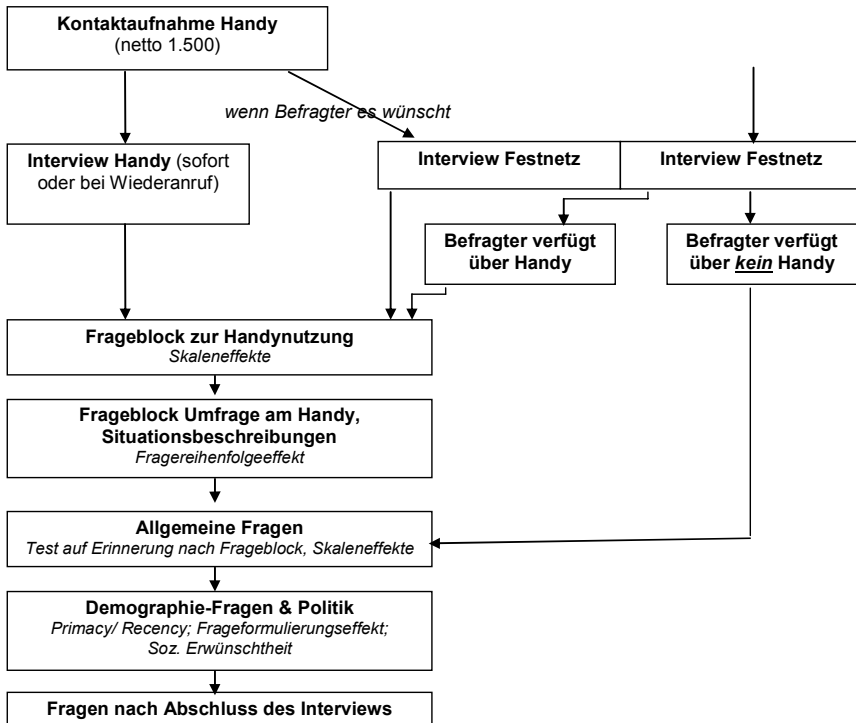 Kontaktaufnahme Handy
(netto 1.500)
wenn Befragter es wünscht
Interview Handy (sofort
oder bei Wiederanruf)
Interview Festnetz
Interview Festnetz
Befragter verfügt
über Handy
Befragter verfügt
über kein Handy
Frageblock zur Handynutzung
Skaleneffekte
Frageblock Umfrage am Handy,
Situationsbeschreibungen
Fragereihenfolgeeffekt
Allgemeine Fragen
Test auf Erinnerung nach Frageblock, Skaleneffekte
Demographie-Fragen & Politik
Primacy/ Recency; Frageformulierungseffekt;
Soz. Erwünschtheit
Fragen nach Abschluss des Interviews